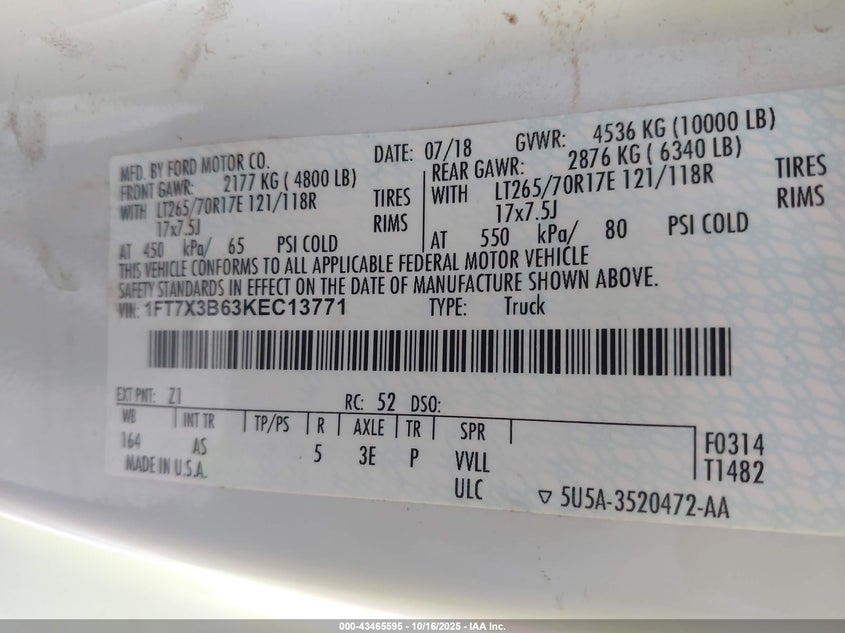 MFD. BY FORD MOTOR CO. DATE: 07/18 GVWR: 4536 KG (10000 LB)
FRONT GAWR: 2177 KG ( 4800 LB) REAR GAWR: 2876 KG ( 6340 LB)
WITH LT265/70R17E 121/118R TIRES WITH LT265/70R17E 121/118R TIRES
17x7.5J RIMS 17x7.5J RIMS
AT 450 kPa/ 65 PSI COLD AT 550 kPa/ 80 PSI COLD
THIS VEHICLE CONFORMS TO ALL APPLICABLE FEDERAL MOTOR VEHICLE
SAFETY STANDARDS IN EFFECT ON THE DATE OF MANUFACTURE SHOWN ABOVE.
VIN: 1FT7X3B63KEC13771 TYPE: Truck
EXT PNT: Z1 RC: 52 DSO:
WB INT TR TP/PS R AXLE TR SPR
164 AS 5 3E P VVLL F0314
MADE IN U.S.A. ULC T1482
5U5A-3520472-AA
000-43465595 - 10/16/2025 - IAA Inc.